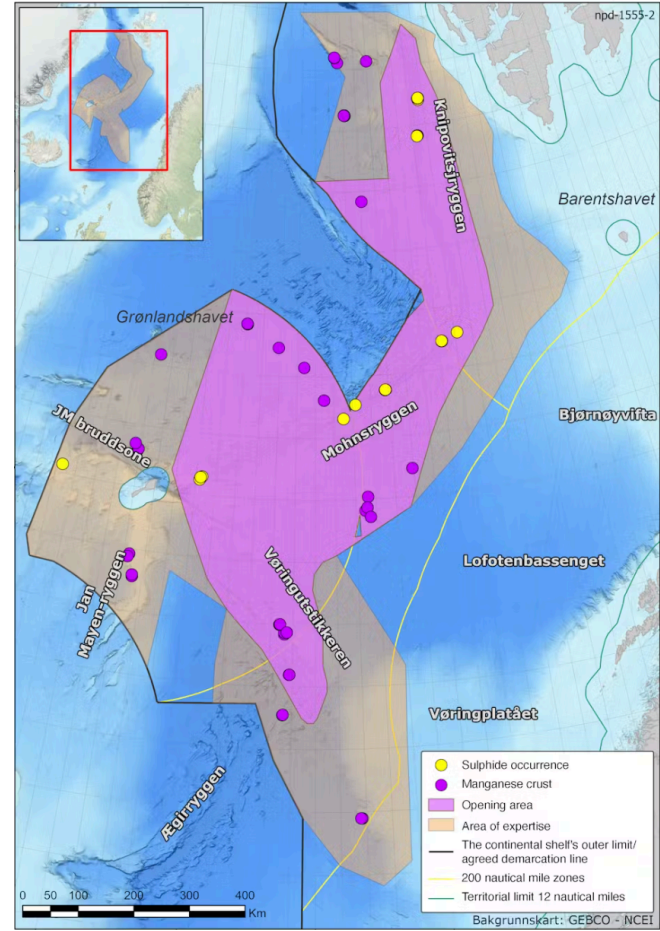 npd-1555-2
Knipovitsjryggen
Barentshavet
Grønlandshavet
Bjørnøyvifta
JM bruddsone
Mohnsryggen
Lofotenbassenget
Jan
Mayen-ryggen
Vøringutstikkeren
Vøringplatået
Ægirryggen
Sulphide occurrence
Manganese crust
Opening area
Area of expertise
The continental shelf's outer limit/
agreed demarcation line
200 nautical mile zones
Territorial limit 12 nautical miles
0 50 100 200 300 400
Km
Bakgrunnskart: GEBCO - NCEI